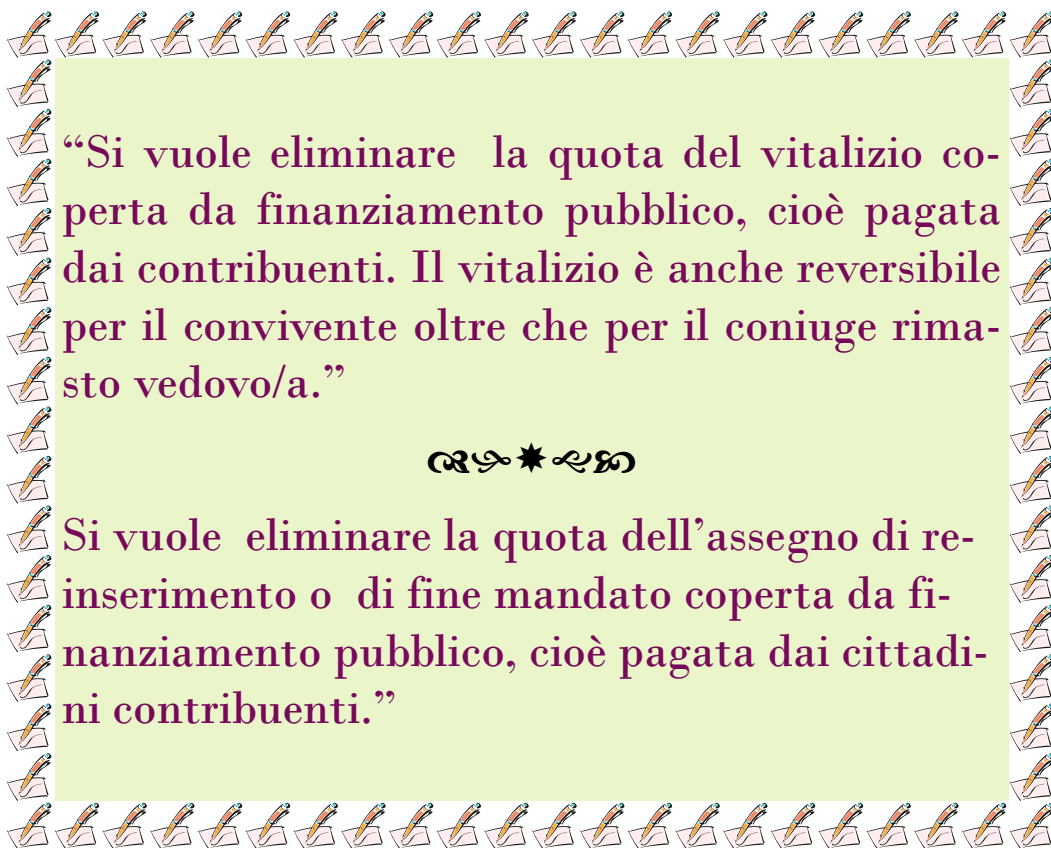 “Si vuole eliminare  la quota del vitalizio co-
perta da finanziamento pubblico, cioè pagata
dai contribuenti. Il vitalizio è anche reversibile
per il convivente oltre che per il coniuge rima-
sto vedovo/a.”
Si vuole  eliminare la quota dell’assegno di re-
inserimento o  di fine mandato coperta da fi-
nanziamento pubblico, cioè pagata dai cittadi-
ni contribuenti.”